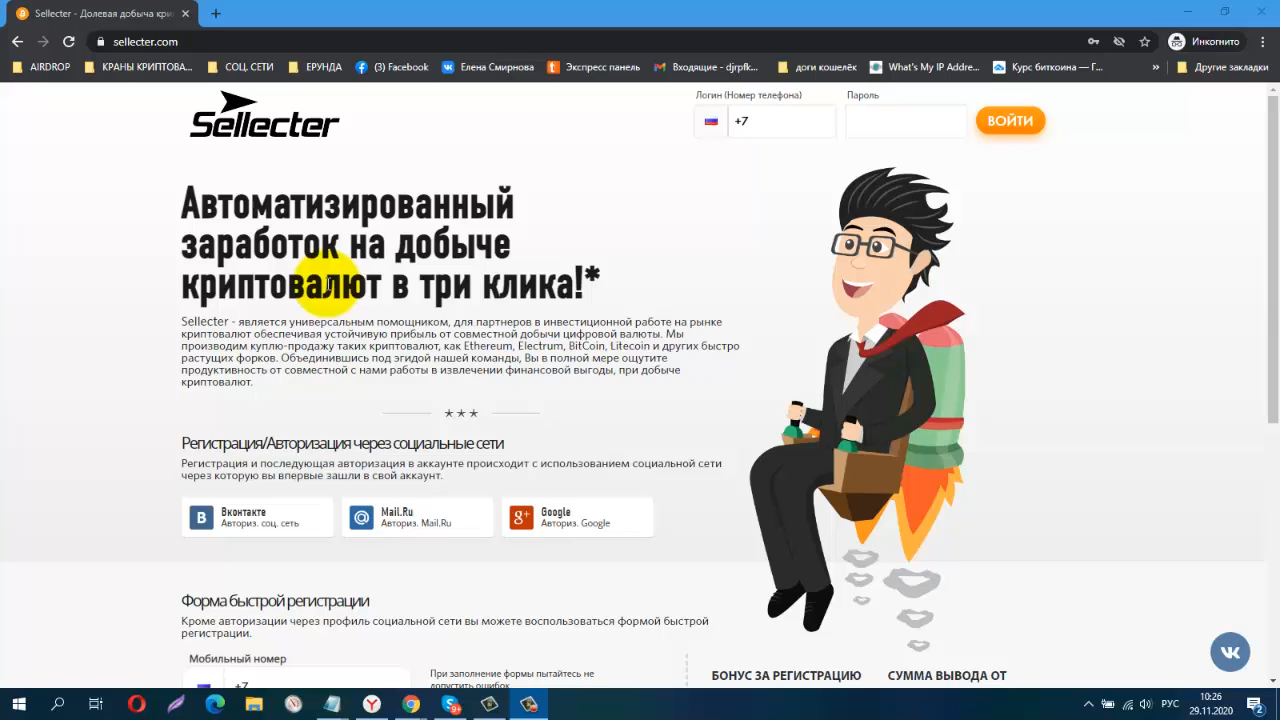 Sellecter - Долевая добыча крип
sellecter.com
Инкогнито
AIRDROP
КРАНЫ КРИПТОВА...
СОЦ. СЕТИ
ЕРУНДА
(3) Facebook
Елена Смирнова
Экспресс панель
Входящие - djrpfk...
доги кошелёк
What's My IP Addre...
Курс биткоина — Г...
»
Другие закладки
Sellecter
Логин (Номер телефона)
Пароль
+7
ВОЙТИ
Автоматизированный
заработок на добыче
криптовалют в три клика!*
Sellecter - является универсальным помощником, для партнеров в инвестиционной работе на рынке
криптовалют обеспечивая устойчивую прибыль от совместной добычи цифровой валюты. Мы
производим куплю-продажу таких криптовалют, как Ethereum, Electrum, BitCoin, Litecoin и других быстро
растущих форков. Объединившись под эгидой нашей команды, Вы в полной мере ощутите
продуктивность от совместной с нами работы в извлечении финансовой выгоды, при добыче
криптовалют.
Регистрация/Авторизация через социальные сети
Регистрация и последующая авторизация в аккаунте происходит с использованием социальной сети
через которую вы впервые зашли в свой аккаунт.
Вконтакте
Авториз. соц. сеть
Mail.Ru
Авториз. Mail.Ru
Google
Авториз. Google
Форма быстрой регистрации
Кроме авторизации через профиль социальной сети вы можете воспользоваться формой быстрой
регистрации.
Мобильный номер
+7
При заполнение формы пытайтесь не
допустить ошибок
БОНУС ЗА РЕГИСТРАЦИЮ
СУММА ВЫВОДА ОТ
РУС
10:26
29.11.2020